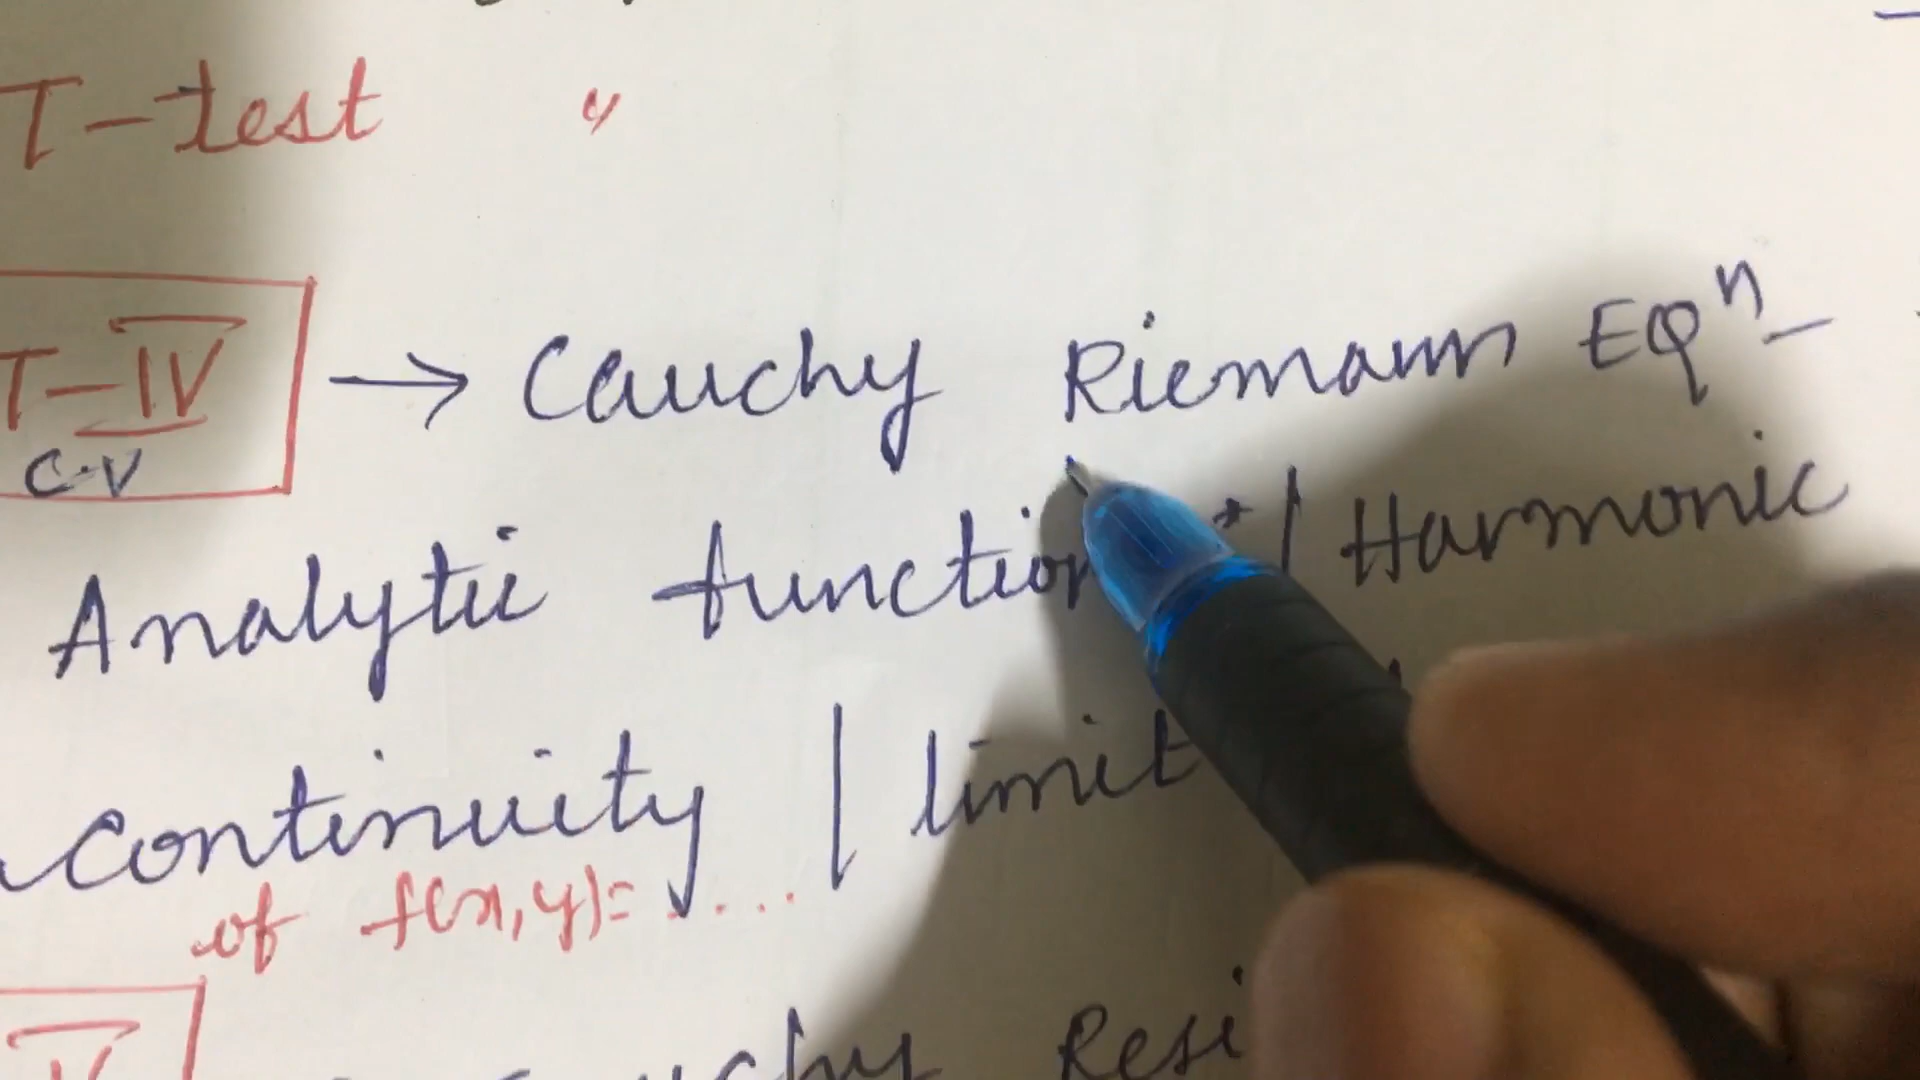 T-test "
T-IV → Cauchy Riemann EQⁿ-
C.V
Analytic function* | Harmonic
Continuity | limit
of f(x,y)= ....
V